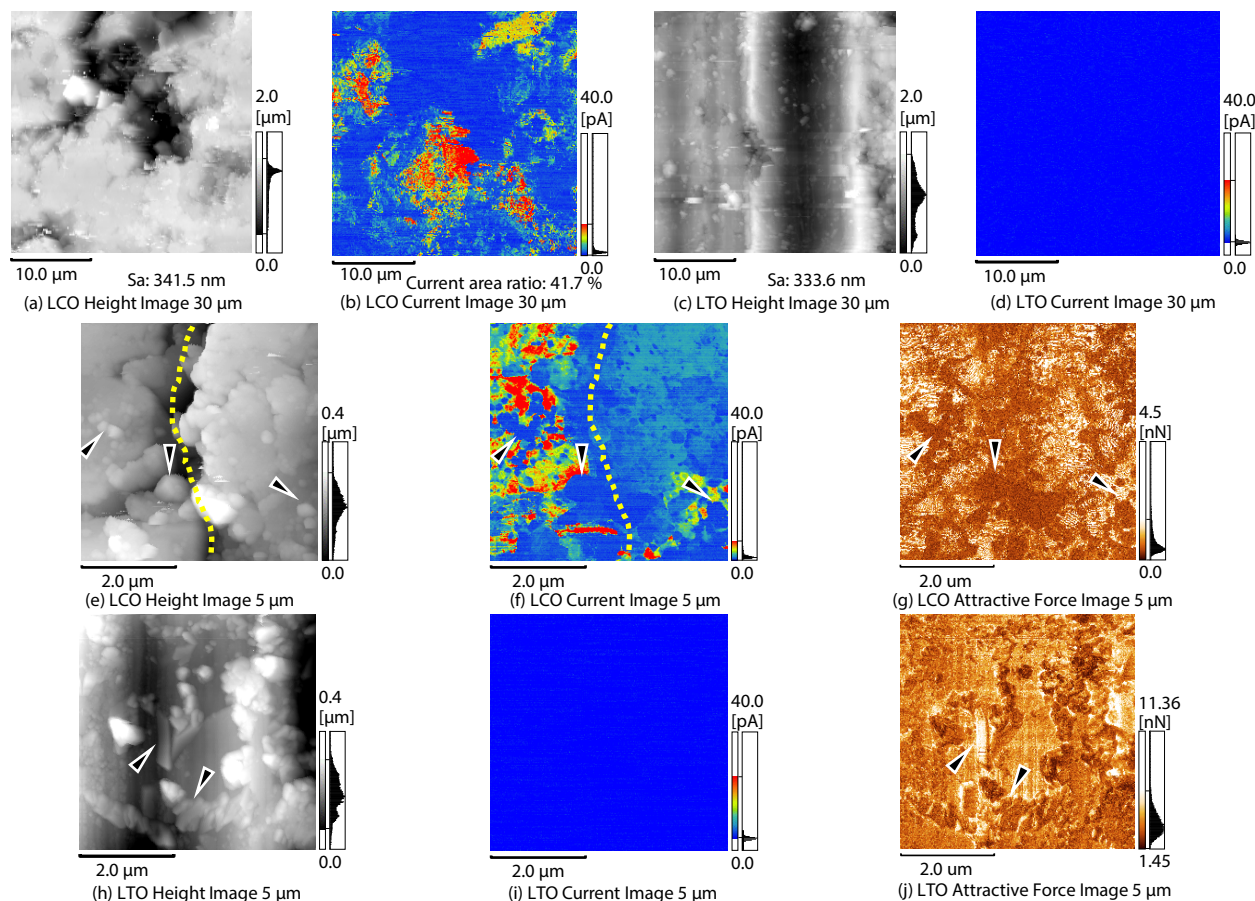 2.0
[μm]
0.0
10.0 μm
Sa: 341.5 nm
(a) LCO Height Image 30 μm
40.0
[pA]
0.0
10.0 μm
Current area ratio: 41.7 %
(b) LCO Current Image 30 μm
2.0
[μm]
0.0
10.0 μm
Sa: 333.6 nm
(c) LTO Height Image 30 μm
40.0
[pA]
0.0
10.0 μm
(d) LTO Current Image 30 μm
0.4
[μm]
0.0
2.0 μm
(e) LCO Height Image 5 μm
40.0
[pA]
0.0
2.0 μm
(f) LCO Current Image 5 μm
4.5
[nN]
0.0
2.0 μm
(g) LCO Attractive Force Image 5 μm
0.4
[μm]
0.0
2.0 μm
(h) LTO Height Image 5 μm
40.0
[pA]
0.0
2.0 μm
(i) LTO Current Image 5 μm
11.36
[nN]
1.45
2.0 um
(j) LTO Attractive Force Image 5 μm